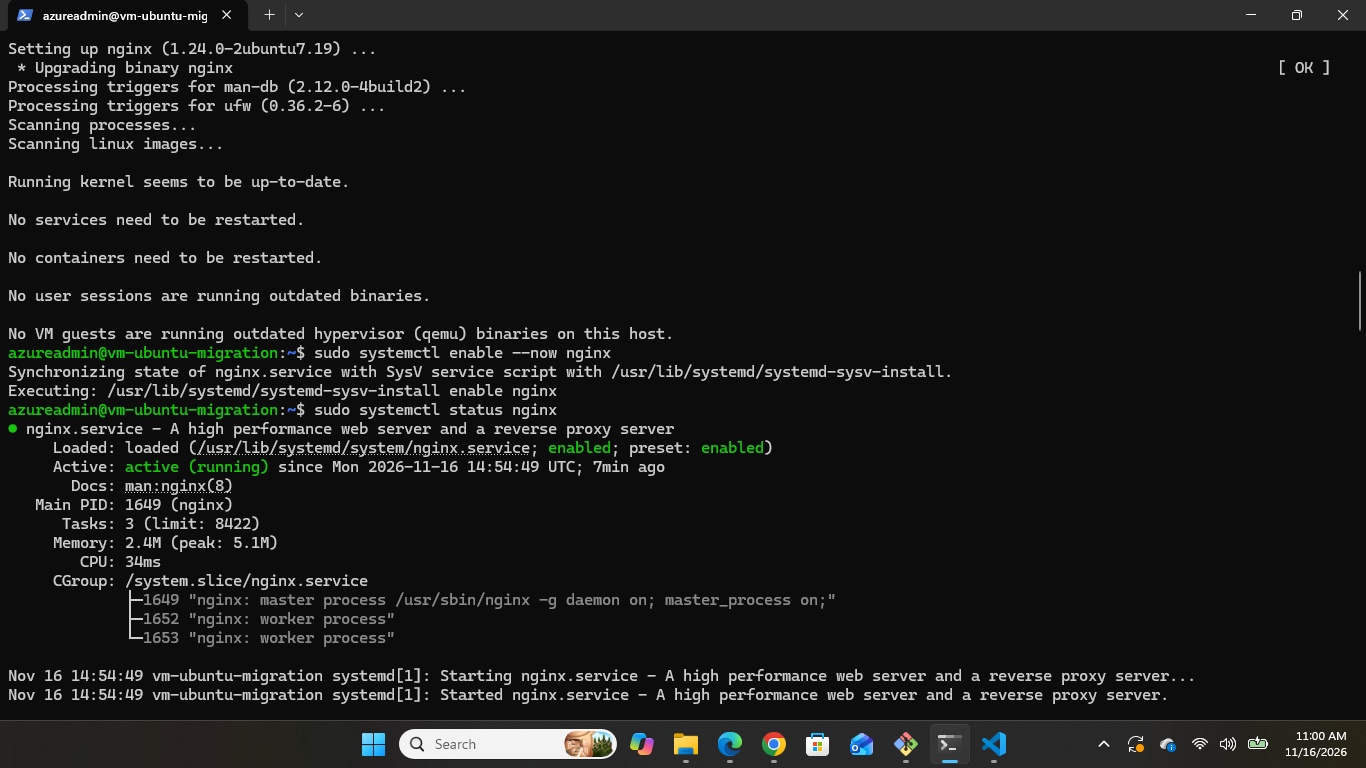 azureadmin@vm-ubuntu-mig
Setting up nginx (1.24.0-2ubuntu7.19) ...
 * Upgrading binary nginx [ OK ]
Processing triggers for man-db (2.12.0-4build2) ...
Processing triggers for ufw (0.36.2-6) ...
Scanning processes...
Scanning linux images...
Running kernel seems to be up-to-date.
No services need to be restarted.
No containers need to be restarted.
No user sessions are running outdated binaries.
No VM guests are running outdated hypervisor (qemu) binaries on this host.
azureadmin@vm-ubuntu-migration:~$ sudo systemctl enable --now nginx
Synchronizing state of nginx.service with SysV service script with /usr/lib/systemd/systemd-sysv-install.
Executing: /usr/lib/systemd/systemd-sysv-install enable nginx
azureadmin@vm-ubuntu-migration:~$ sudo systemctl status nginx
● nginx.service - A high performance web server and a reverse proxy server
Loaded: loaded (/usr/lib/systemd/system/nginx.service; enabled; preset: enabled)
Active: active (running) since Mon 2026-11-16 14:54:49 UTC; 7min ago
Docs: man:nginx(8)
Main PID: 1649 (nginx)
Tasks: 3 (limit: 8422)
Memory: 2.4M (peak: 5.1M)
CPU: 34ms
CGroup: /system.slice/nginx.service
├─1649 "nginx: master process /usr/sbin/nginx -g daemon on; master_process on;"
├─1652 "nginx: worker process"
└─1653 "nginx: worker process"
Nov 16 14:54:49 vm-ubuntu-migration systemd[1]: Starting nginx.service - A high performance web server and a reverse proxy server...
Nov 16 14:54:49 vm-ubuntu-migration systemd[1]: Started nginx.service - A high performance web server and a reverse proxy server.
Search
11:00 AM
11/16/2026